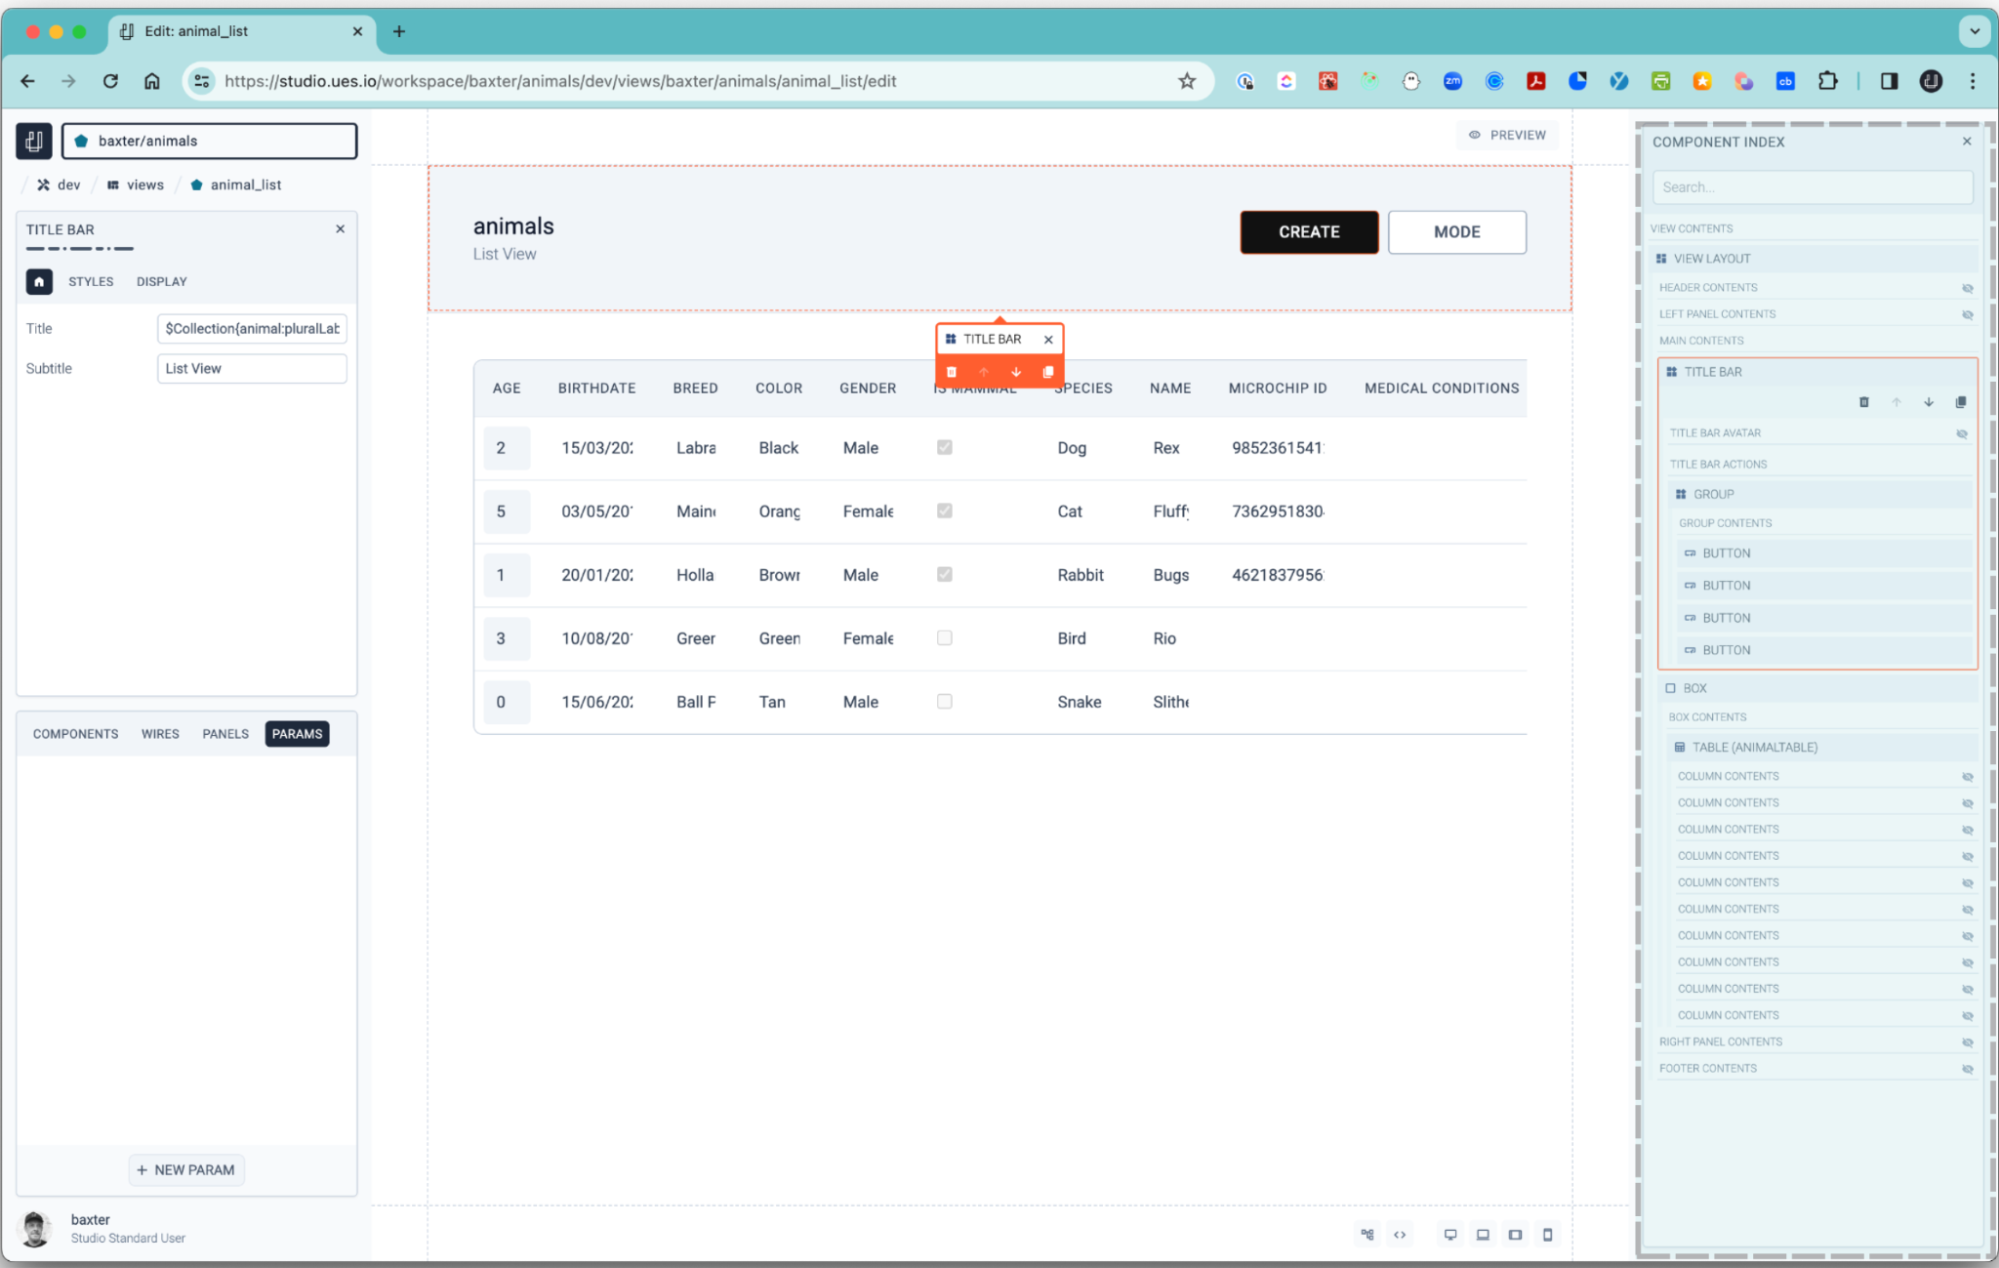 Edit: animal_list
https://studio.ues.io/workspace/baxter/animals/dev/views/baxter/animals/animal_list/edit
zm
cb
baxter/animals
/ dev / views / animal_list
TITLE BAR
STYLES DISPLAY
Title $Collection{animal:pluralLab
Subtitle List View
COMPONENTS WIRES PANELS PARAMS
+ NEW PARAM
baxter
Studio Standard User
PREVIEW
animals
List View
CREATE MODE
TITLE BAR
AGE BIRTHDATE BREED COLOR GENDER IS MAMMAL SPECIES NAME MICROCHIP ID MEDICAL CONDITIONS
2 15/03/202 Labra Black Male Dog Rex 9852361541
5 03/05/20 Main Orang Female Cat Fluffy 7362951830
1 20/01/202 Holla Brown Male Rabbit Bugs 4621837956
3 10/08/20 Greer Green Female Bird Rio
0 15/06/202 Ball P Tan Male Snake Slithe
COMPONENT INDEX
Search...
VIEW CONTENTS
VIEW LAYOUT
HEADER CONTENTS
LEFT PANEL CONTENTS
MAIN CONTENTS
TITLE BAR
TITLE BAR AVATAR
TITLE BAR ACTIONS
GROUP
GROUP CONTENTS
BUTTON
BUTTON
BUTTON
BUTTON
BOX
BOX CONTENTS
TABLE (ANIMALTABLE)
COLUMN CONTENTS
COLUMN CONTENTS
COLUMN CONTENTS
COLUMN CONTENTS
COLUMN CONTENTS
COLUMN CONTENTS
COLUMN CONTENTS
COLUMN CONTENTS
COLUMN CONTENTS
COLUMN CONTENTS
RIGHT PANEL CONTENTS
FOOTER CONTENTS